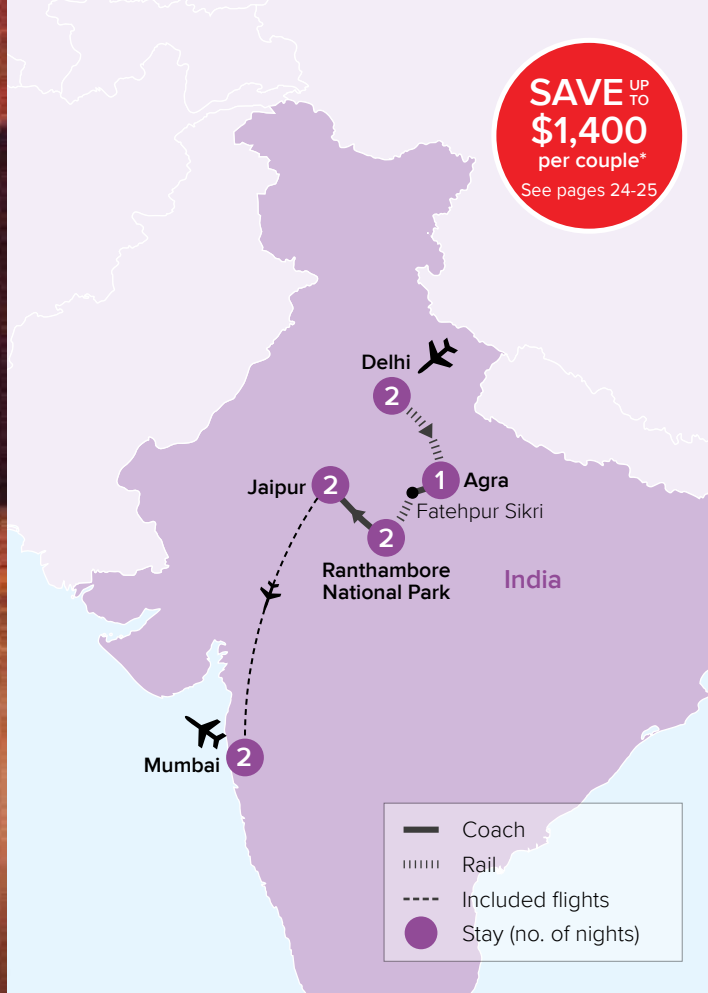 SAVE UP TO
$1,400
per couple*
See pages 24-25
Delhi
2
Jaipur 2
1 Agra
Fatehpur Sikri
2
Ranthambore
National Park
India
Mumbai 2
Coach
Rail
Included flights
Stay (no. of nights)